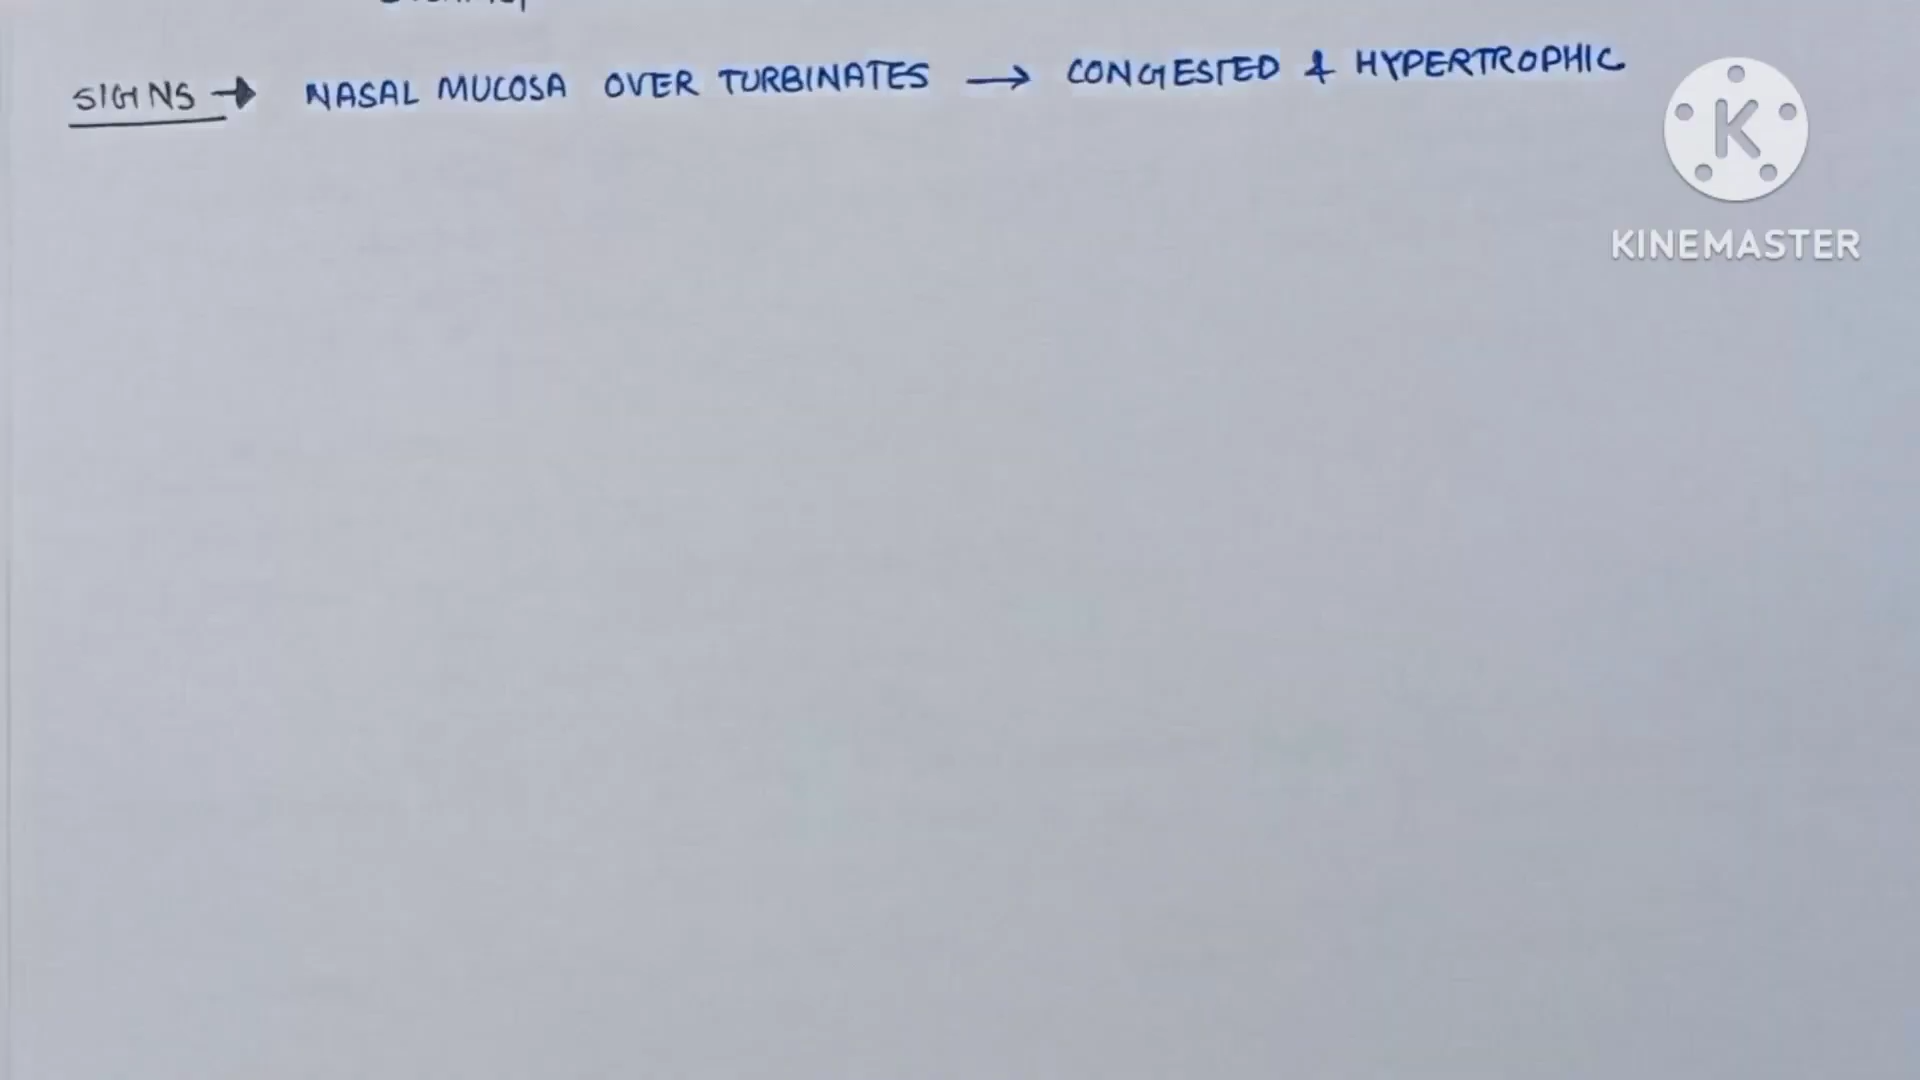 SIGNS → NASAL MUCOSA OVER TURBINATES → CONGESTED & HYPERTROPHIC
K
KINEMASTER